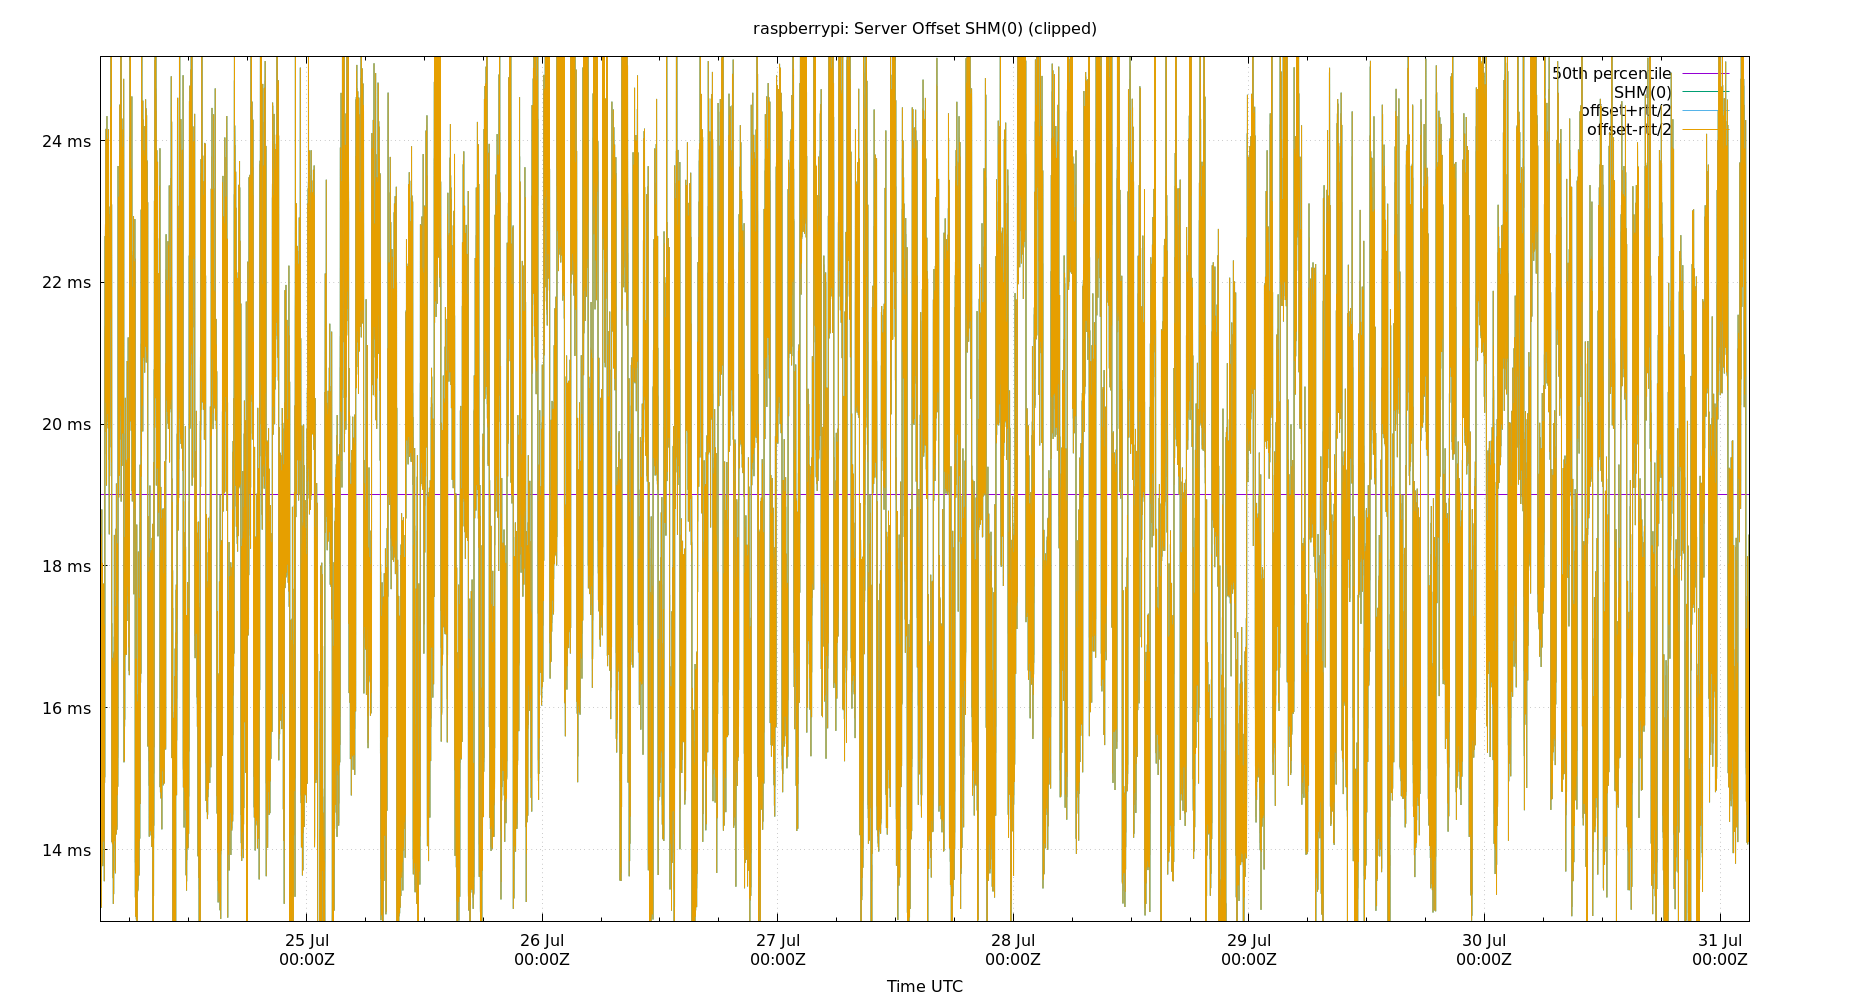 raspberrypi: Server Offset SHM(0) (clipped)
50th percentile
SHM(0)
offset+rtt/2
offset-rtt/2
24 ms
22 ms
20 ms
18 ms
16 ms
14 ms
25 Jul 26 Jul 27 Jul 28 Jul 29 Jul 30 Jul 31 Jul
00:00Z 00:00Z 00:00Z 00:00Z 00:00Z 00:00Z 00:00Z
Time UTC